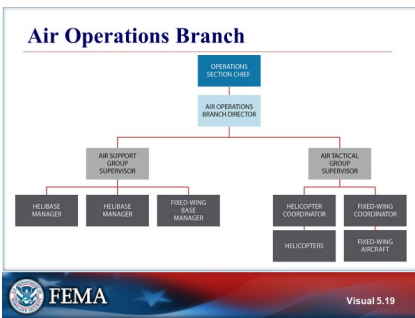 Air Operations Branch
OPERATIONS
SECTION CHIEF
AIR OPERATIONS
BRANCH DIRECTOR
AIR SUPPORT
GROUP
SUPERVISOR
AIR TACTICAL
GROUP
SUPERVISOR
HELIBASE
MANAGER
HELIBASE
MANAGER
FIXED-WING
BASE
MANAGER
HELICOPTER
COORDINATOR
FIXED-WING
COORDINATOR
HELICOPTERS
FIXED-WING
AIRCRAFT
FEMA
Visual 5.19